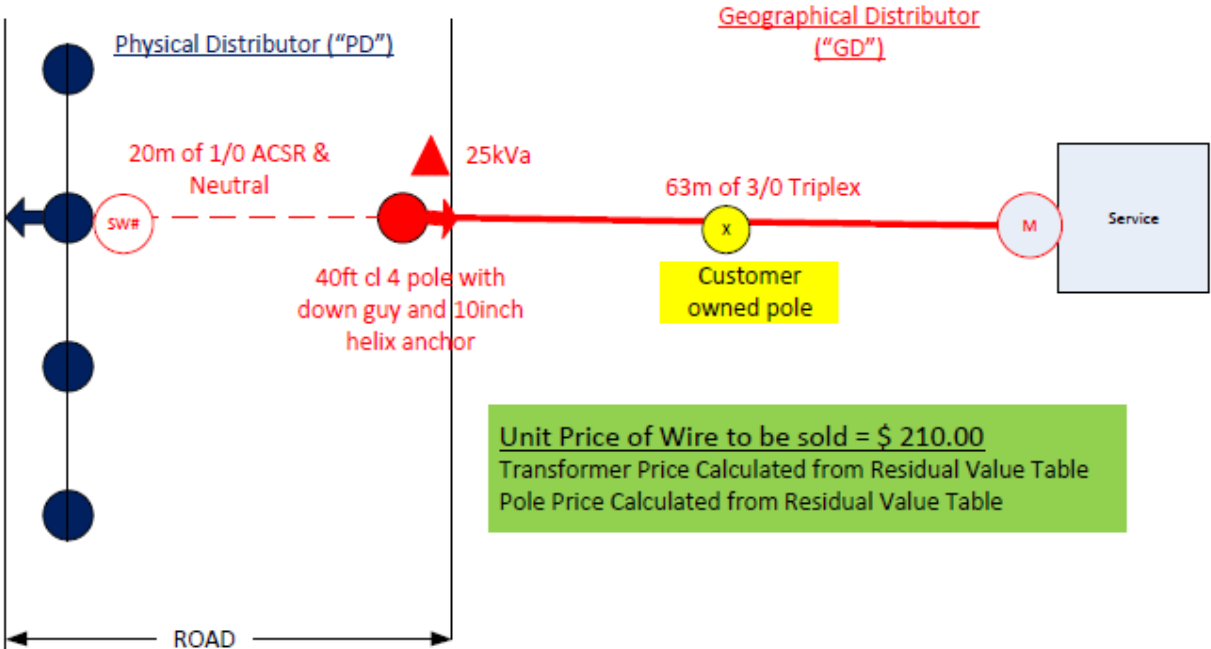 Physical Distributor ("PD")
Geographical Distributor
("GD")
20m of 1/0 ACSR &
Neutral
25kVa
63m of 3/0 Triplex
SW#
X
M
Service
40ft cl 4 pole with
down guy and 10inch
helix anchor
Customer
owned pole
Unit Price of Wire to be sold = $ 210.00
Transformer Price Calculated from Residual Value Table
Pole Price Calculated from Residual Value Table
ROAD